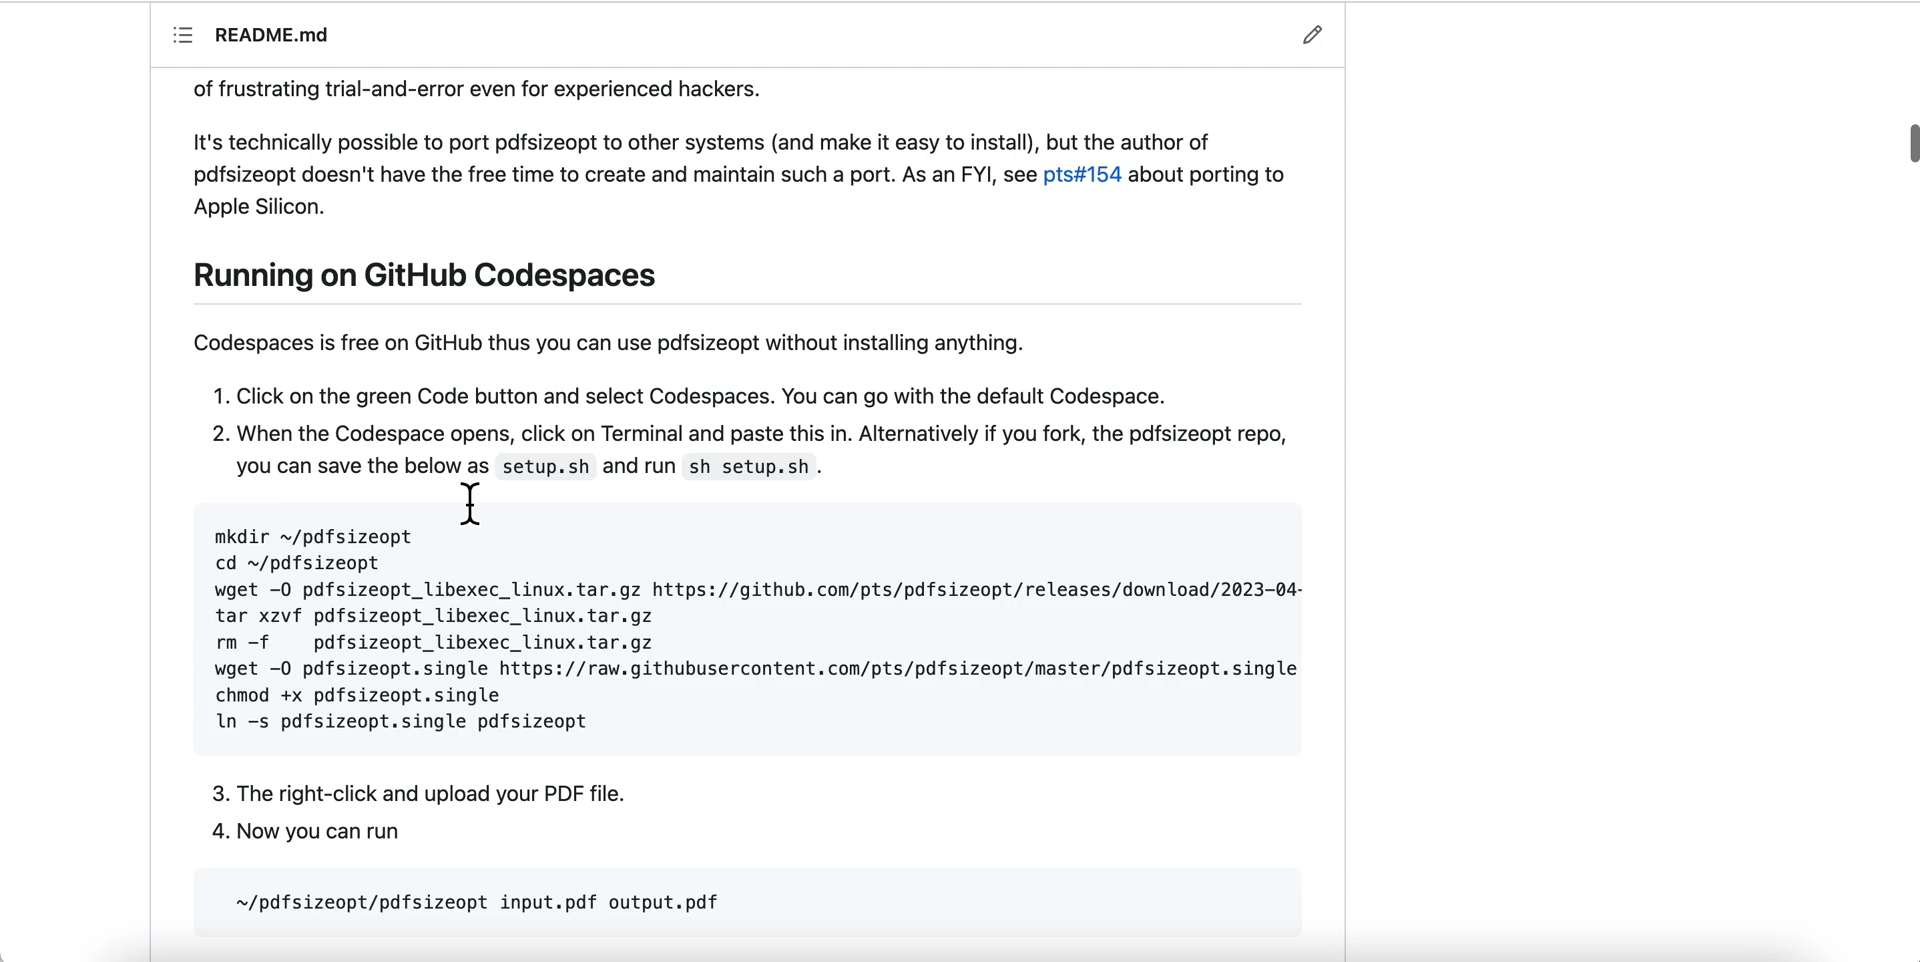 README.md
of frustrating trial-and-error even for experienced hackers.
It's technically possible to port pdfsizeopt to other systems (and make it easy to install), but the author of
pdfsizeopt doesn't have the free time to create and maintain such a port. As an FYI, see pts#154 about porting to
Apple Silicon.
Running on GitHub Codespaces
Codespaces is free on GitHub thus you can use pdfsizeopt without installing anything.
1. Click on the green Code button and select Codespaces. You can go with the default Codespace.
2. When the Codespace opens, click on Terminal and paste this in. Alternatively if you fork, the pdfsizeopt repo,
you can save the below as setup.sh and run sh setup.sh.
mkdir ~/pdfsizeopt
cd ~/pdfsizeopt
wget -O pdfsizeopt_libexec_linux.tar.gz https://github.com/pts/pdfsizeopt/releases/download/2023-04-
tar xzvf pdfsizeopt_libexec_linux.tar.gz
rm -f    pdfsizeopt_libexec_linux.tar.gz
wget -O pdfsizeopt.single https://raw.githubusercontent.com/pts/pdfsizeopt/master/pdfsizeopt.single
chmod +x pdfsizeopt.single
ln -s pdfsizeopt.single pdfsizeopt
3. The right-click and upload your PDF file.
4. Now you can run
~/pdfsizeopt/pdfsizeopt input.pdf output.pdf